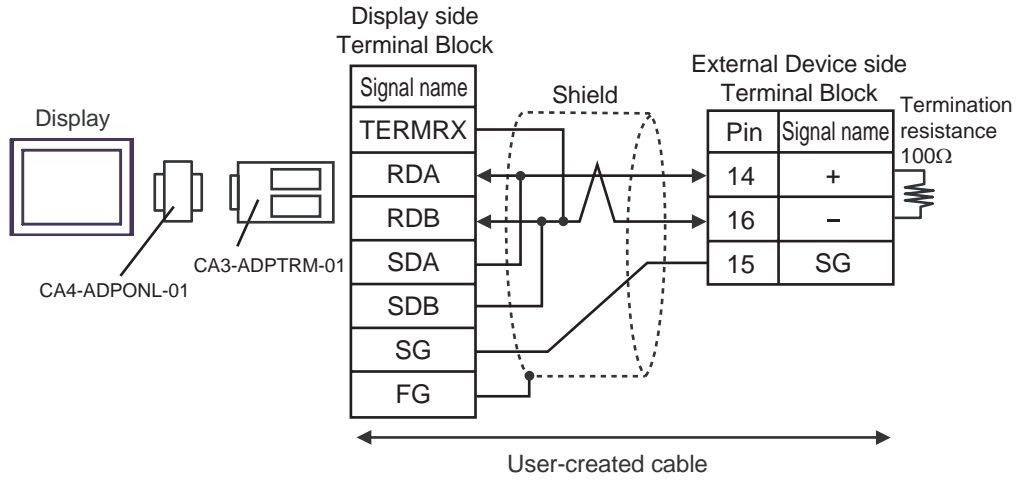 Display side
Terminal Block
External Device side
Terminal Block
Termination
resistance
100Ω
Display
CA4-ADPONL-01
CA3-ADPTRM-01
Shield
Signal name
TERMRX
RDA
RDB
SDA
SDB
SG
FG
Pin Signal name
14 +
16 –
15 SG
User-created cable